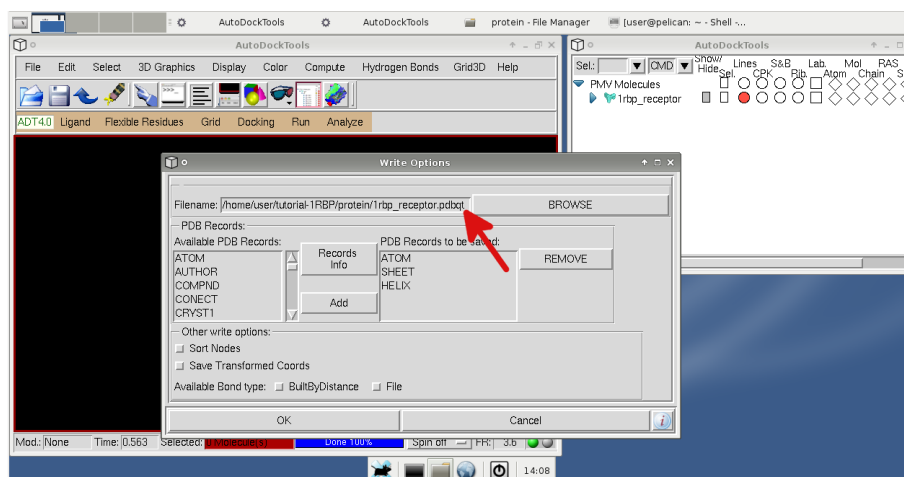 AutoDockTools AutoDockTools protein - File Manager [user@pelican: ~ - Shell -...
AutoDockTools
File Edit Select 3D Graphics Display Color Compute Hydrogen Bonds Grid3D Help
ADT4.0 Ligand Flexible Residues Grid Docking Run Analyze
AutoDockTools
Sel.: CMD Show/ Lines S&B Lab. Mol RAS
Hide Sel. CPK Rib. Atom Chain S
PMV Molecules
1rbp_receptor
Write Options
Filename: /home/user/tutorial-1RBP/protein/1rbp_receptor.pdbqt BROWSE
PDB Records:
Available PDB Records: PDB Records to be saved:
ATOM
AUTHOR
COMPND
CONECT
CRYST1
Records
Info
Add
ATOM
SHEET
HELIX
REMOVE
Other write options:
Sort Nodes
Save Transformed Coords
Available Bond type: BuiltByDistance File
OK Cancel
Mod.: None Time: 0.563 Selected: Done 100% Spin off FR: 3.6
14:08